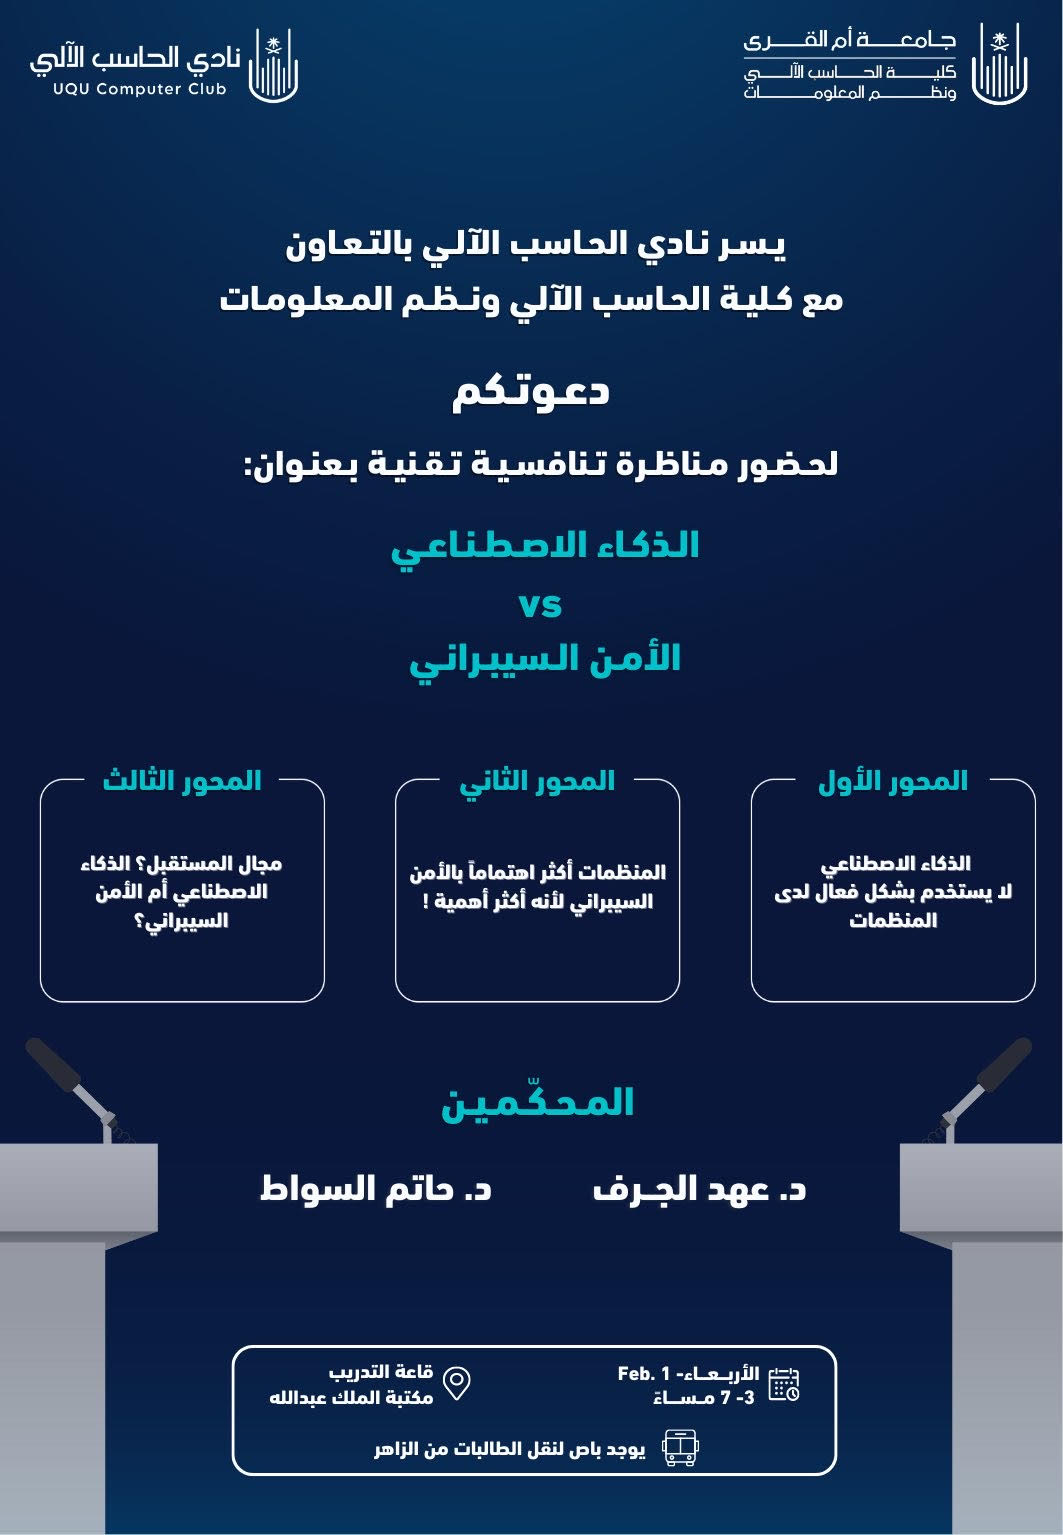 جامعة أم القرى
كلية الحاسب الآلي
ونظم المعلومات
نادي الحاسب الآلي
UQU Computer Club
يسر نادي الحاسب الآلي بالتعاون
مع كلية الحاسب الآلي ونظم المعلومات
دعوتكم
لحضور مناظرة تنافسية تقنية بعنوان:
الذكاء الاصطناعي
vs
الأمن السيبراني
المحور الأول
الذكاء الاصطناعي
لا يستخدم بشكل فعال لدى
المنظمات
المحور الثاني
المنظمات أكثر اهتماماً بالأمن
السيبراني لأنه أكثر أهمية !
المحور الثالث
مجال المستقبل؟ الذكاء
الاصطناعي أم الأمن
السيبراني؟
المحكّمين
د. عهد الجرف
د. حاتم السواط
الأربعاء- Feb. 1
3- 7 مساءً
قاعة التدريب
مكتبة الملك عبدالله
يوجد باص لنقل الطالبات من الزاهر